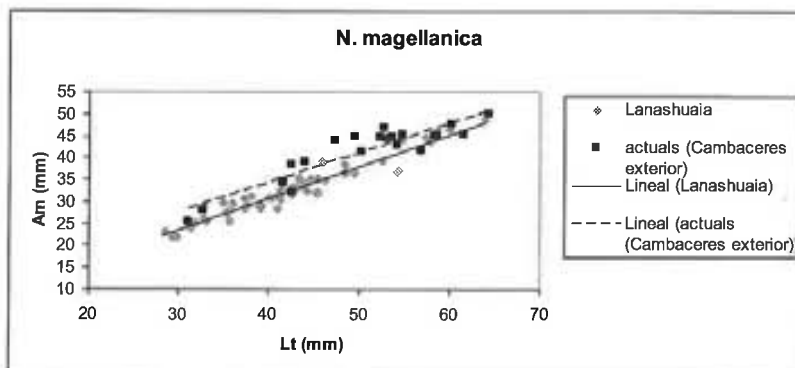 N. magellanica
55
50
45
40
35
30
25
20
15
10
Am (mm)
20 30 40 50 60 70
Lt (mm)
Lanashuaia
actuals (Cambaceres
exterior)
Lineal (Lanashuaia)
Lineal (actuals
(Cambaceres exterior)